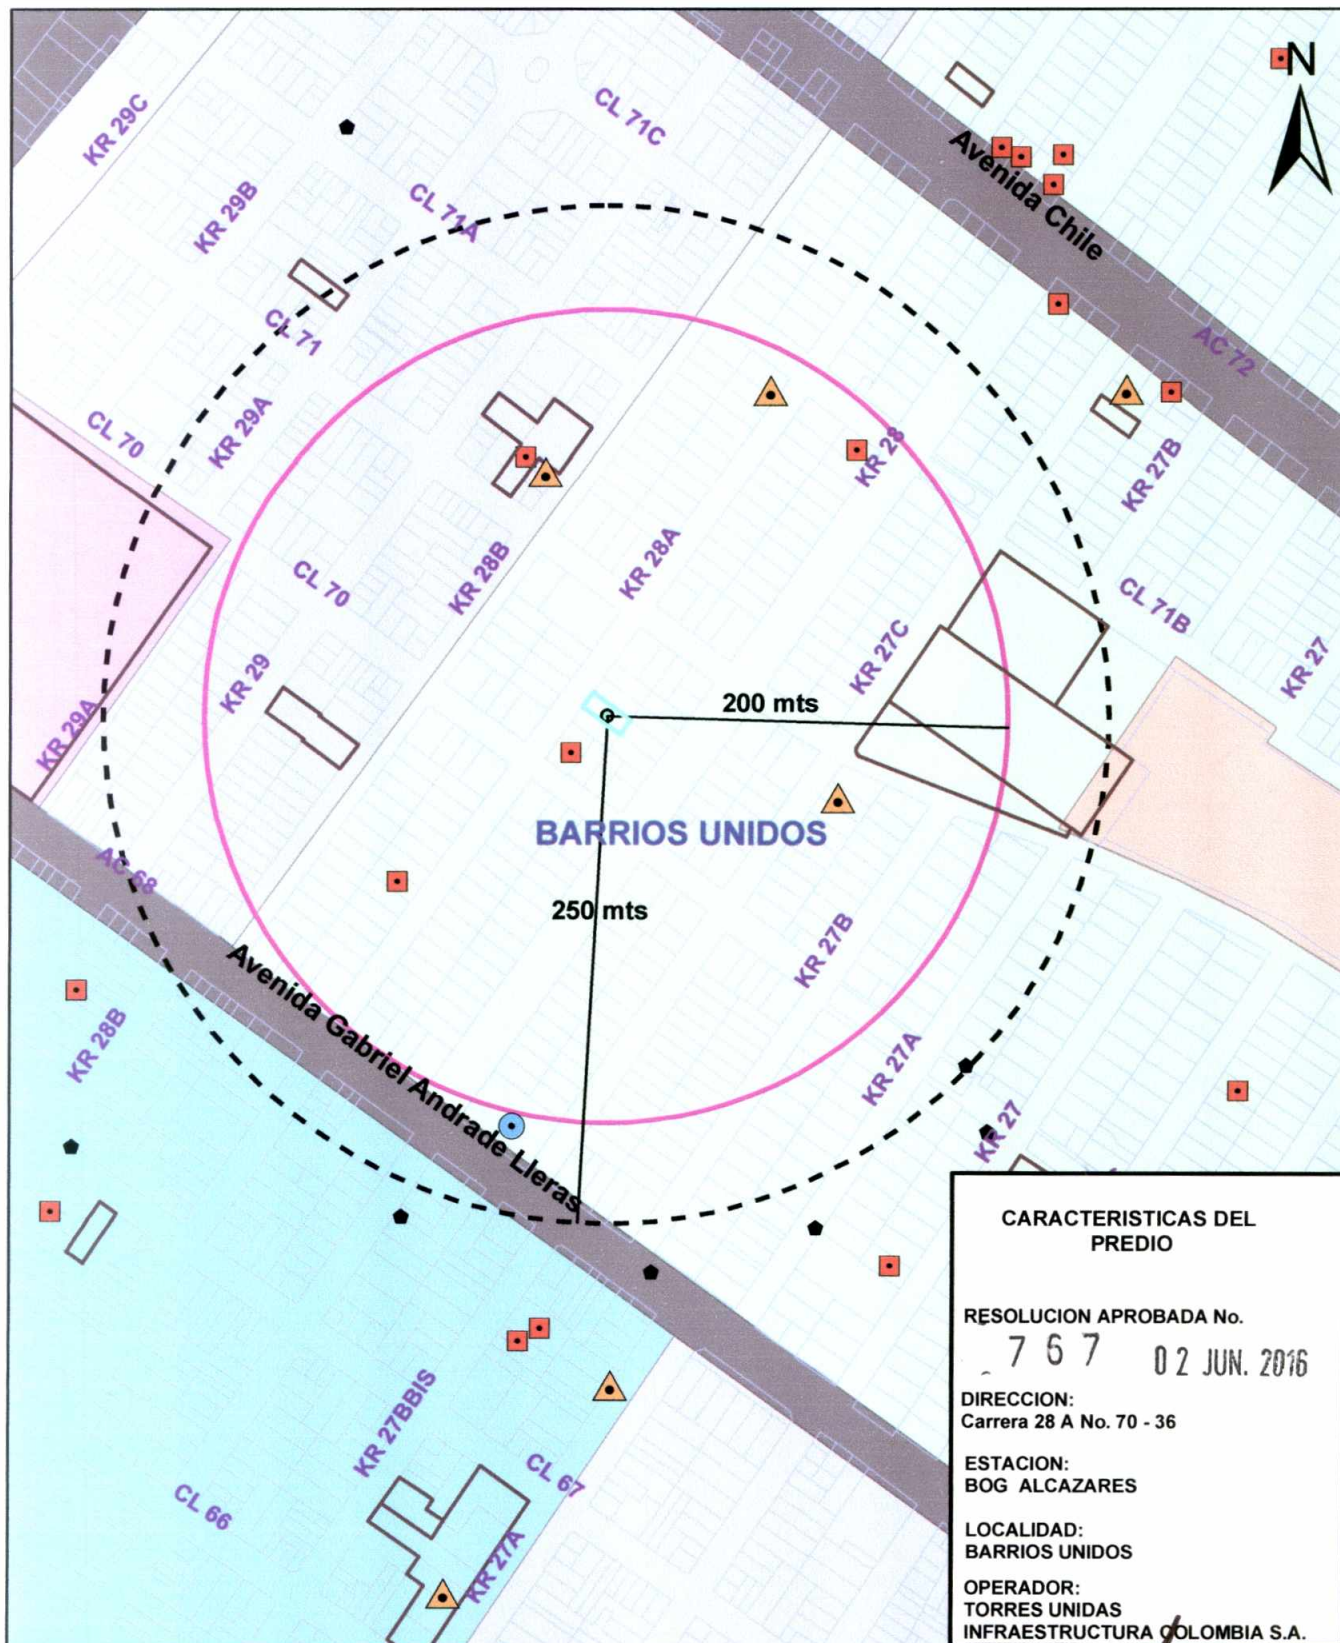 N
KR 29C
CL 71C
Avenida Chile
KR 29B
CL 71A
CL 71
AC 72
CL 70
KR 29A
KR 28
KR 27B
KR 28A
KR 28B
CL 70
CL 71B
KR 27C
KR 27
KR 29
200 mts
KR 29A
BARRIOS UNIDOS
AC 68
250 mts
KR 27B
Avenida Gabriel Andrade Lleras
KR 28B
KR 27A
KR 27
KR 27BBIS
CL 67
CL 66
KR 27A
CARACTERISTICAS DEL
PREDIO
RESOLUCION APROBADA No.
767 02 JUN. 2016
DIRECCION:
Carrera 28 A No. 70 - 36
ESTACION:
BOG ALCAZARES
LOCALIDAD:
BARRIOS UNIDOS
OPERADOR:
TORRES UNIDAS
INFRAESTRUCTURA COLOMBIA S.A.